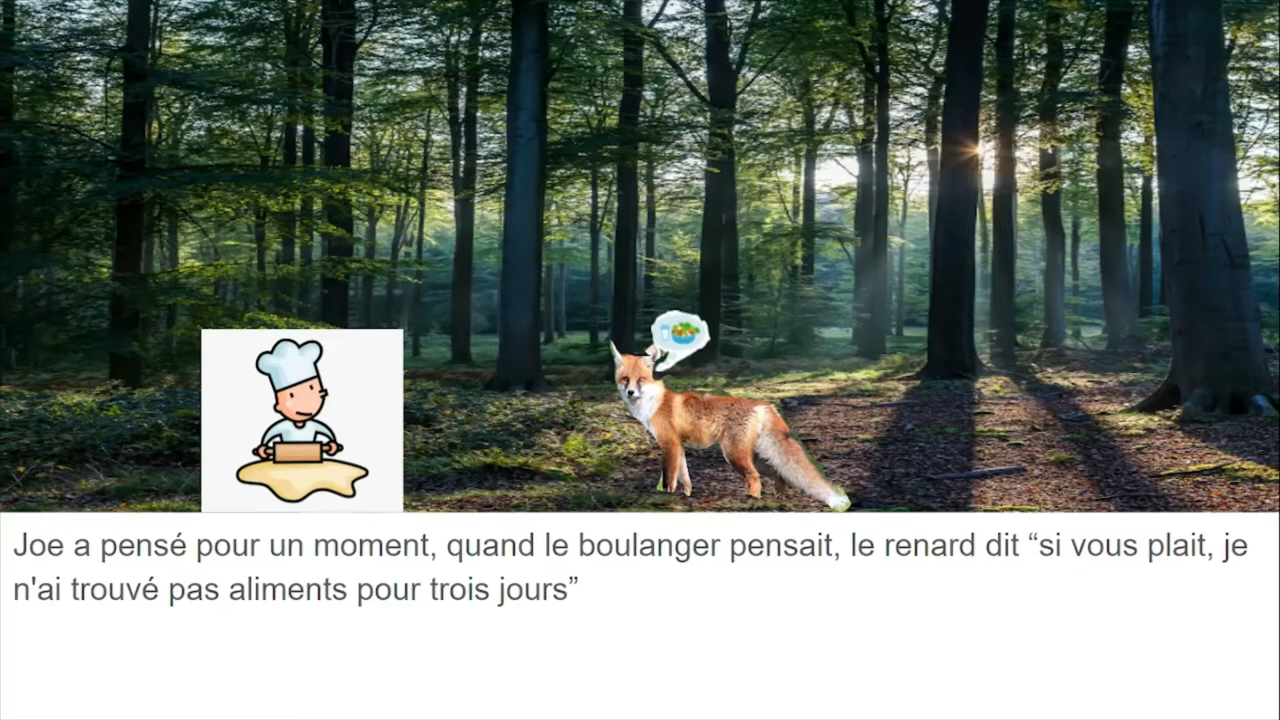 Joe a pensé pour un moment, quand le boulanger pensait, le renard dit “si vous plait, je
n'ai trouvé pas aliments pour trois jours”